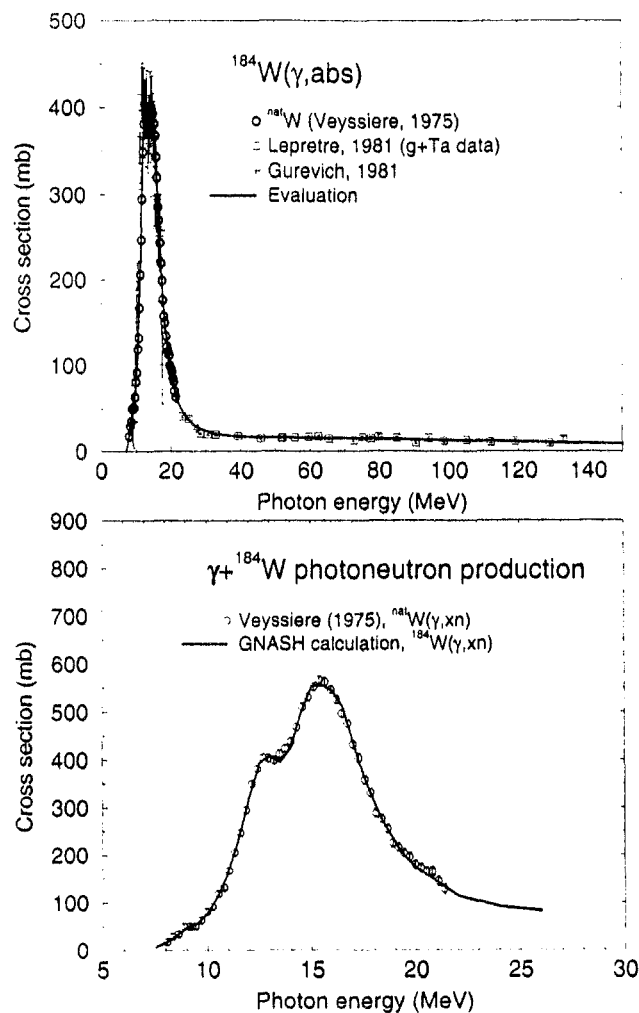 500
400
300
200
100
0
Cross section (mb)
¹⁸⁴W(γ,abs)
ⁿᵃᵗW (Veyssiere, 1975)
Lepretre, 1981 (g+Ta data)
Gurevich, 1981
Evaluation
0 20 40 60 80 100 120 140
Photon energy (MeV)
900
800
700
600
500
400
300
200
100
0
Cross section (mb)
γ+¹⁸⁴W photoneutron production
Veyssiere (1975), ⁿᵃᵗW(γ,xn)
GNASH calculation, ¹⁸⁴W(γ,xn)
5 10 15 20 25 30
Photon energy (MeV)